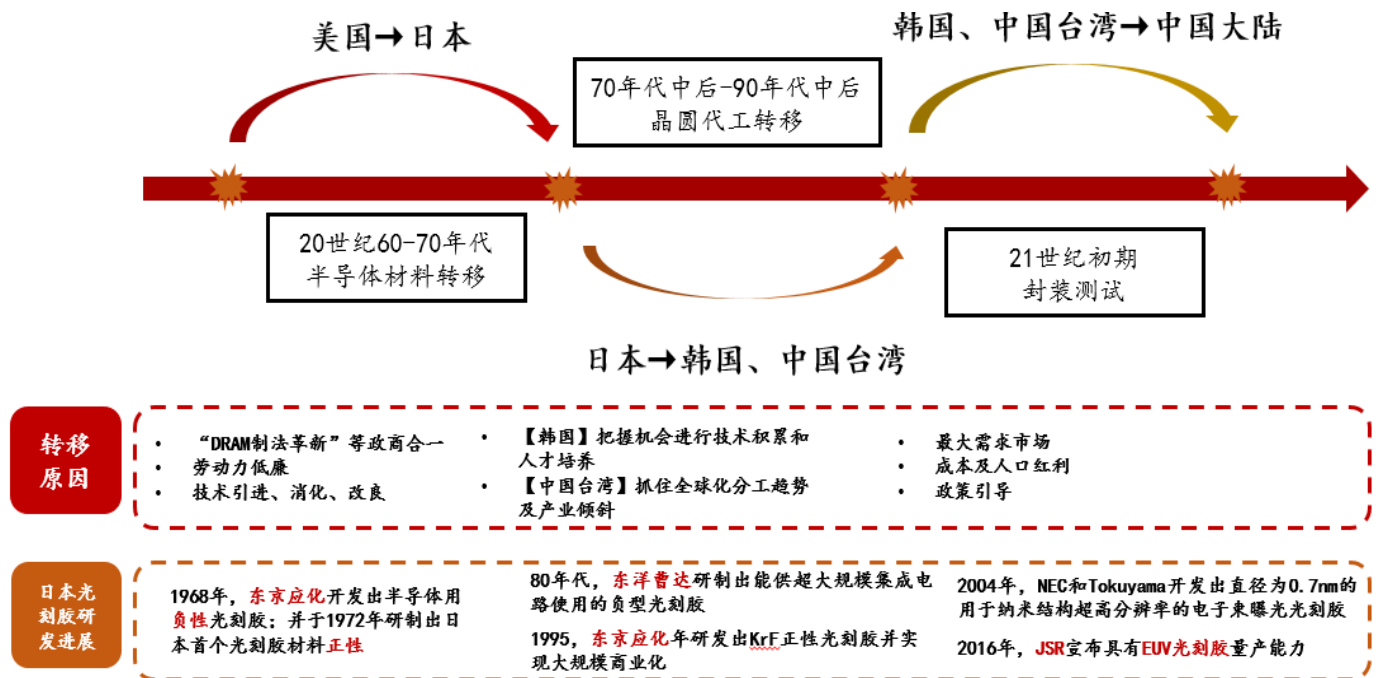 美国→日本
韩国、中国台湾→中国大陆
70年代中后-90年代中后
晶圆代工转移
20世纪60-70年代
半导体材料转移
21世纪初期
封装测试
日本→韩国、中国台湾
转移
原因
• “DRAM制法革新”等政商合一
• 劳动力低廉
• 技术引进、消化、改良
• 【韩国】把握机会进行技术积累和
人才培养
• 【中国台湾】抓住全球化分工趋势
及产业倾斜
• 最大需求市场
• 成本及人口红利
• 政策引导
日本光
刻胶研
发进展
1968年，东京应化开发出半导体用
负性光刻胶；并于1972年研制出日
本首个光刻胶材料正性
80年代，东洋曹达研制出能供超大规模集成电
路使用的负型光刻胶
1995，东京应化年研发出KrF正性光刻胶并实
现大规模商业化
2004年，NEC和Tokuyama开发出直径为0.7nm的
用于纳米结构超高分辨率的电子束曝光光刻胶
2016年，JSR宣布具有EUV光刻胶量产能力